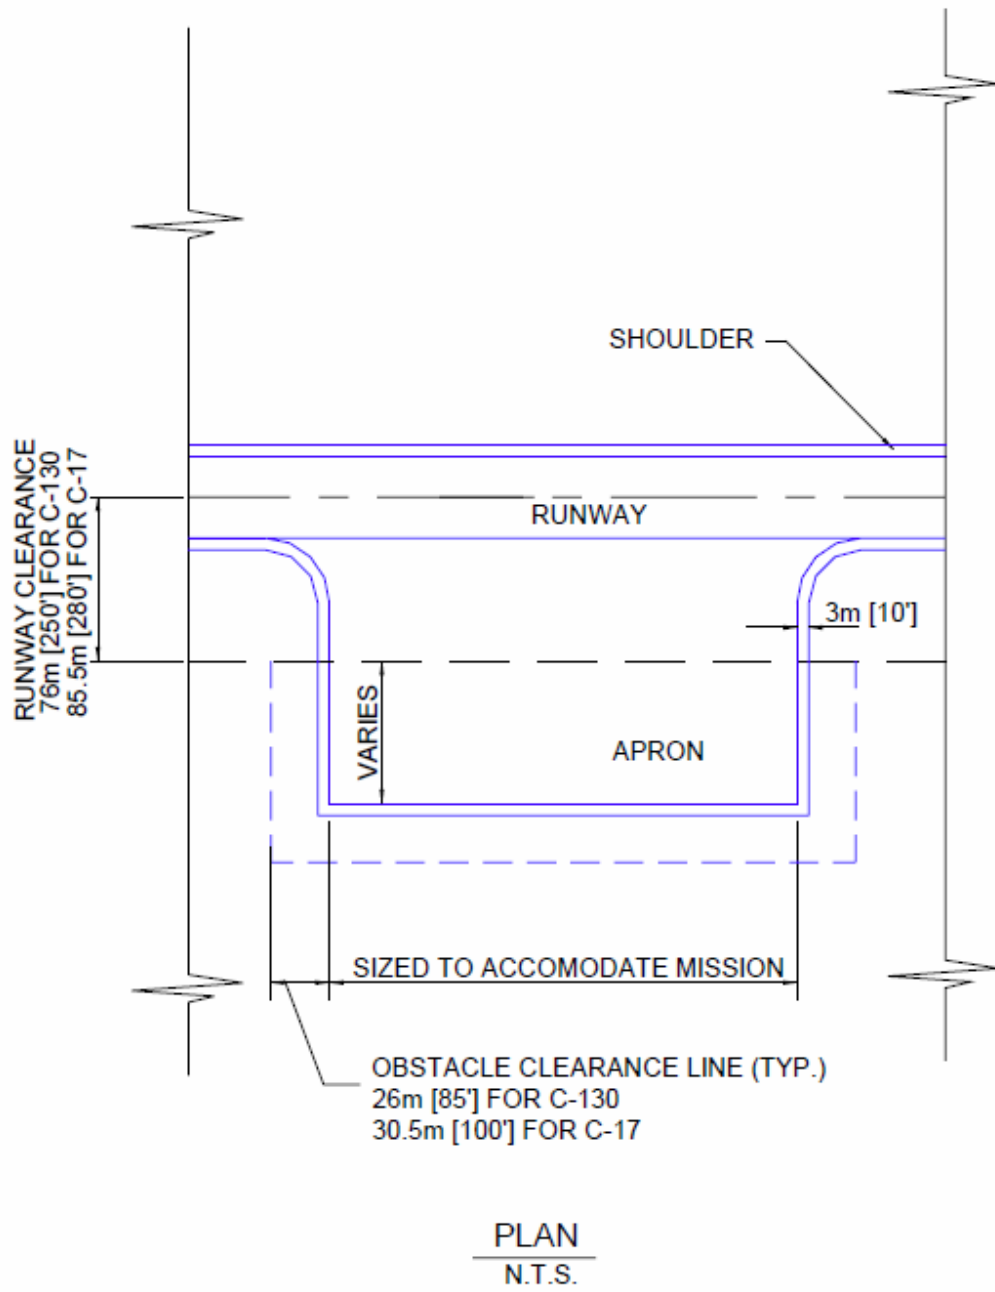 SHOULDER
RUNWAY CLEARANCE
76m [250'] FOR C-130
85.5m [280'] FOR C-17
RUNWAY
3m [10']
VARIES
APRON
SIZED TO ACCOMODATE MISSION
OBSTACLE CLEARANCE LINE (TYP.)
26m [85'] FOR C-130
30.5m [100'] FOR C-17
PLAN
N.T.S.